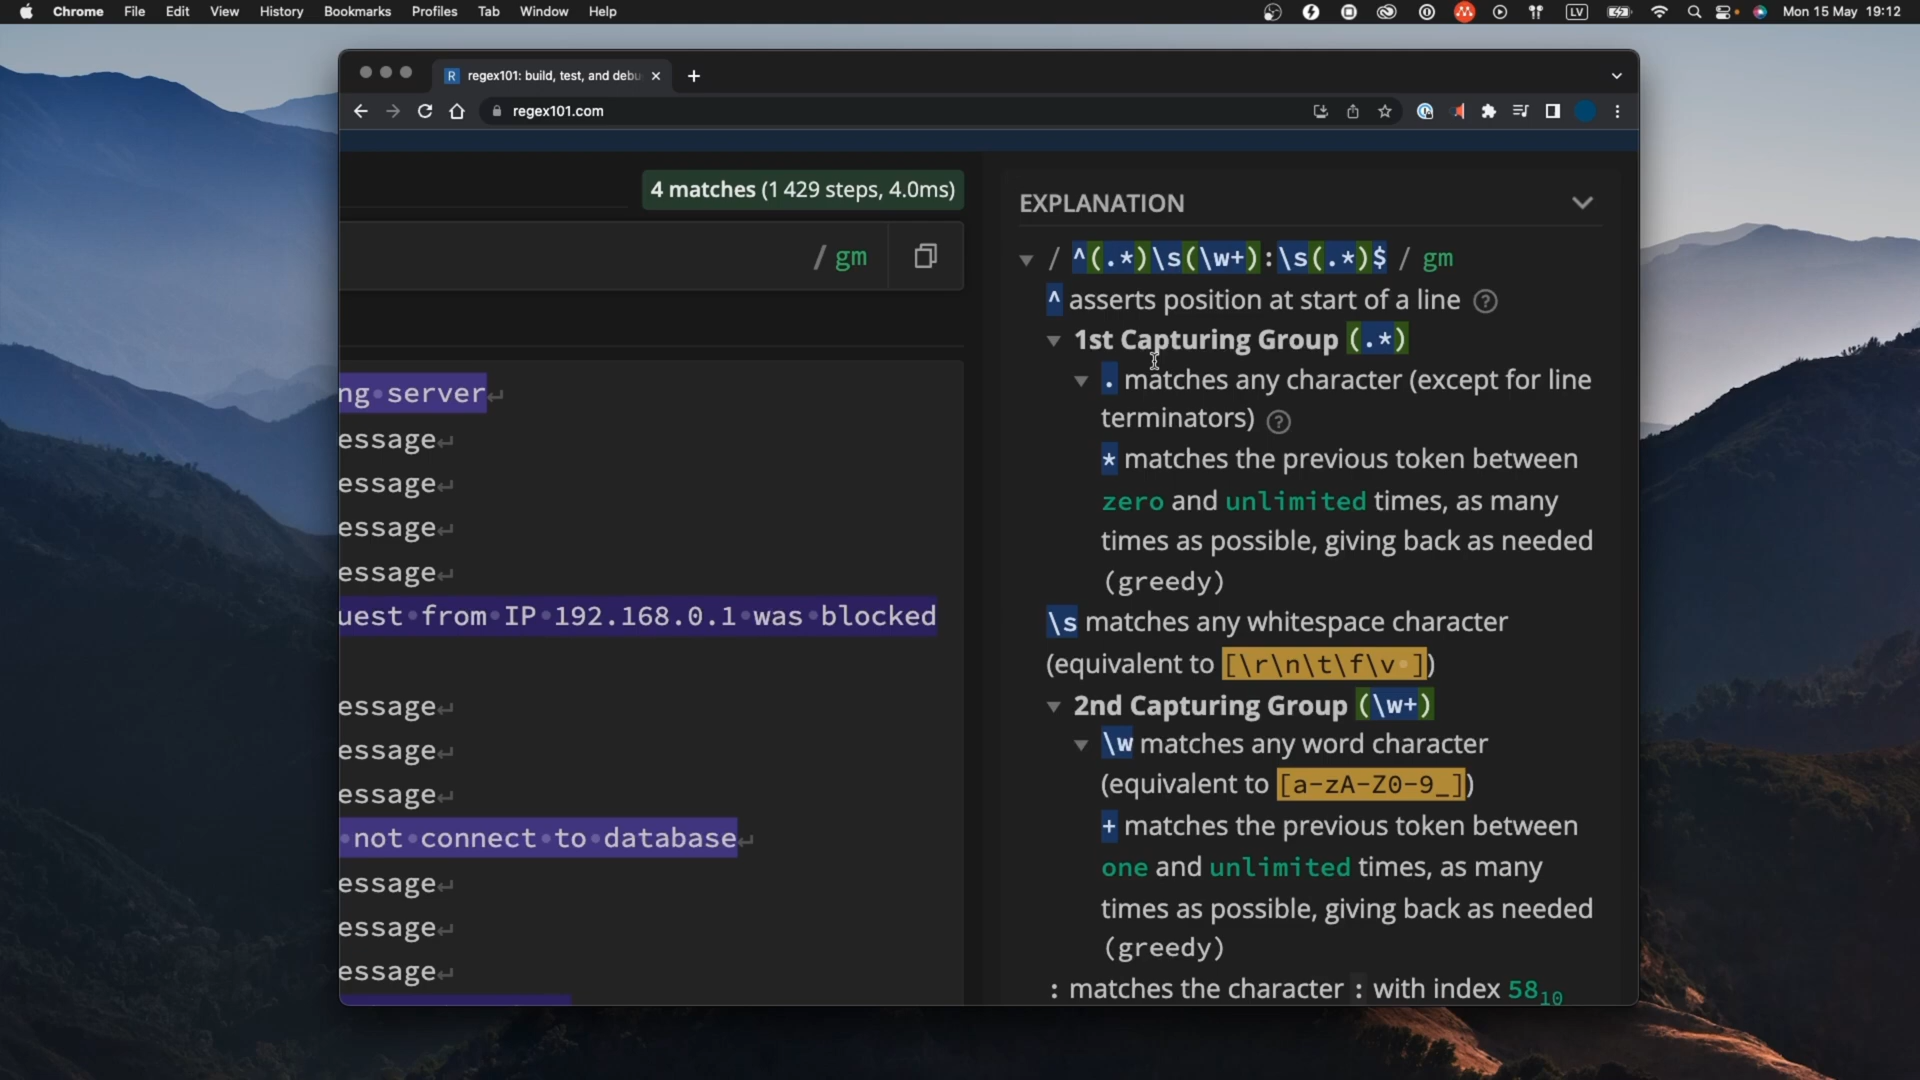 Chrome File Edit View History Bookmarks Profiles Tab Window Help LV Mon 15 May 19:12
R regex101: build, test, and debu
regex101.com
4 matches (1 429 steps, 4.0ms)
/ gm
ng·server↵
essage↵
essage↵
essage↵
essage↵
uest·from·IP·192.168.0.1·was·blocked
essage↵
essage↵
essage↵
·not·connect·to·database↵
essage↵
essage↵
essage↵
EXPLANATION
/ ^(.*)\s(\w+):\s(.*)$ / gm
^ asserts position at start of a line ?
1st Capturing Group (.*)
. matches any character (except for line
terminators) ?
* matches the previous token between
zero and unlimited times, as many
times as possible, giving back as needed
(greedy)
\s matches any whitespace character
(equivalent to [\r\n\t\f\v·])
2nd Capturing Group (\w+)
\w matches any word character
(equivalent to [a-zA-Z0-9_])
+ matches the previous token between
one and unlimited times, as many
times as possible, giving back as needed
(greedy)
: matches the character : with index 58₁₀